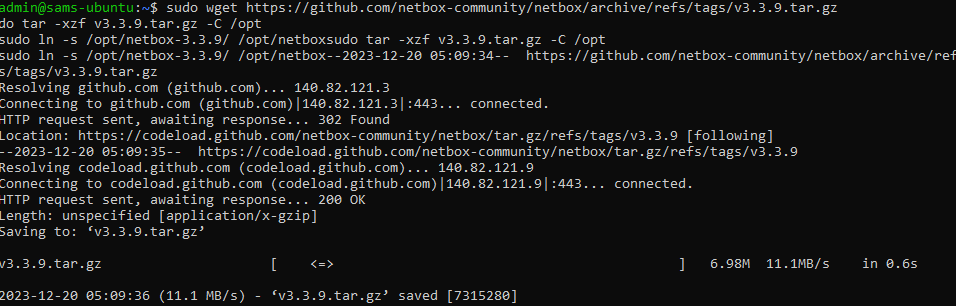 admin@sams-ubuntu:~$ sudo wget https://github.com/netbox-community/netbox/archive/refs/tags/v3.3.9.tar.gz
do tar -xzf v3.3.9.tar.gz -C /opt
sudo ln -s /opt/netbox-3.3.9/ /opt/netboxsudo tar -xzf v3.3.9.tar.gz -C /opt
sudo ln -s /opt/netbox-3.3.9/ /opt/netbox--2023-12-20 05:09:34--  https://github.com/netbox-community/netbox/archive/ref
s/tags/v3.3.9.tar.gz
Resolving github.com (github.com)... 140.82.121.3
Connecting to github.com (github.com)|140.82.121.3|:443... connected.
HTTP request sent, awaiting response... 302 Found
Location: https://codeload.github.com/netbox-community/netbox/tar.gz/refs/tags/v3.3.9 [following]
--2023-12-20 05:09:35--  https://codeload.github.com/netbox-community/netbox/tar.gz/refs/tags/v3.3.9
Resolving codeload.github.com (codeload.github.com)... 140.82.121.9
Connecting to codeload.github.com (codeload.github.com)|140.82.121.9|:443... connected.
HTTP request sent, awaiting response... 200 OK
Length: unspecified [application/x-gzip]
Saving to: ‘v3.3.9.tar.gz’
v3.3.9.tar.gz                 [    <=>                                         ]   6.98M  11.1MB/s    in 0.6s
2023-12-20 05:09:36 (11.1 MB/s) - ‘v3.3.9.tar.gz’ saved [7315280]